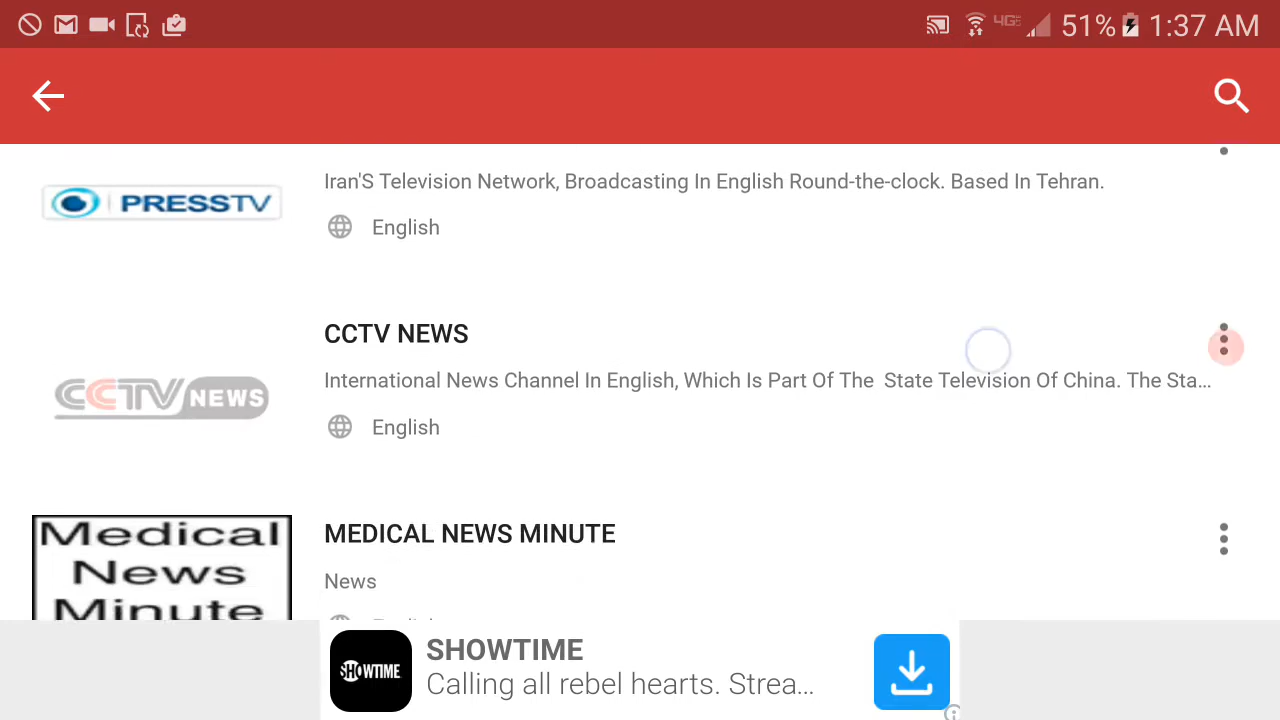 4G 51% 1:37 AM
Iran'S Television Network, Broadcasting In English Round-the-clock. Based In Tehran.
PRESSTV
English
CCTV NEWS
International News Channel In English, Which Is Part Of The State Television Of China. The Sta...
CCTV NEWS
English
MEDICAL NEWS MINUTE
Medical
News
Minute
News
SHOWTIME
SHOWTIME
Calling all rebel hearts. Strea...